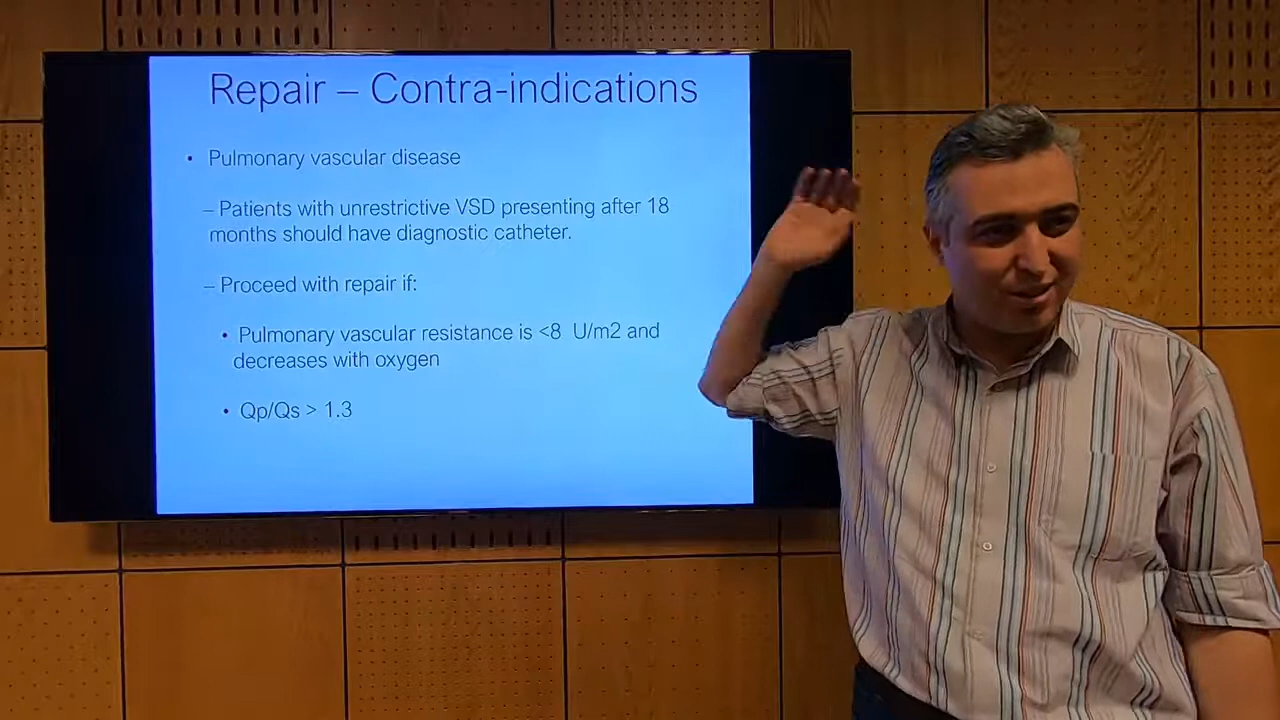 Repair – Contra-indications
• Pulmonary vascular disease
– Patients with unrestrictive VSD presenting after 18
months should have diagnostic catheter.
– Proceed with repair if:
• Pulmonary vascular resistance is <8 U/m2 and
decreases with oxygen
• Qp/Qs > 1.3